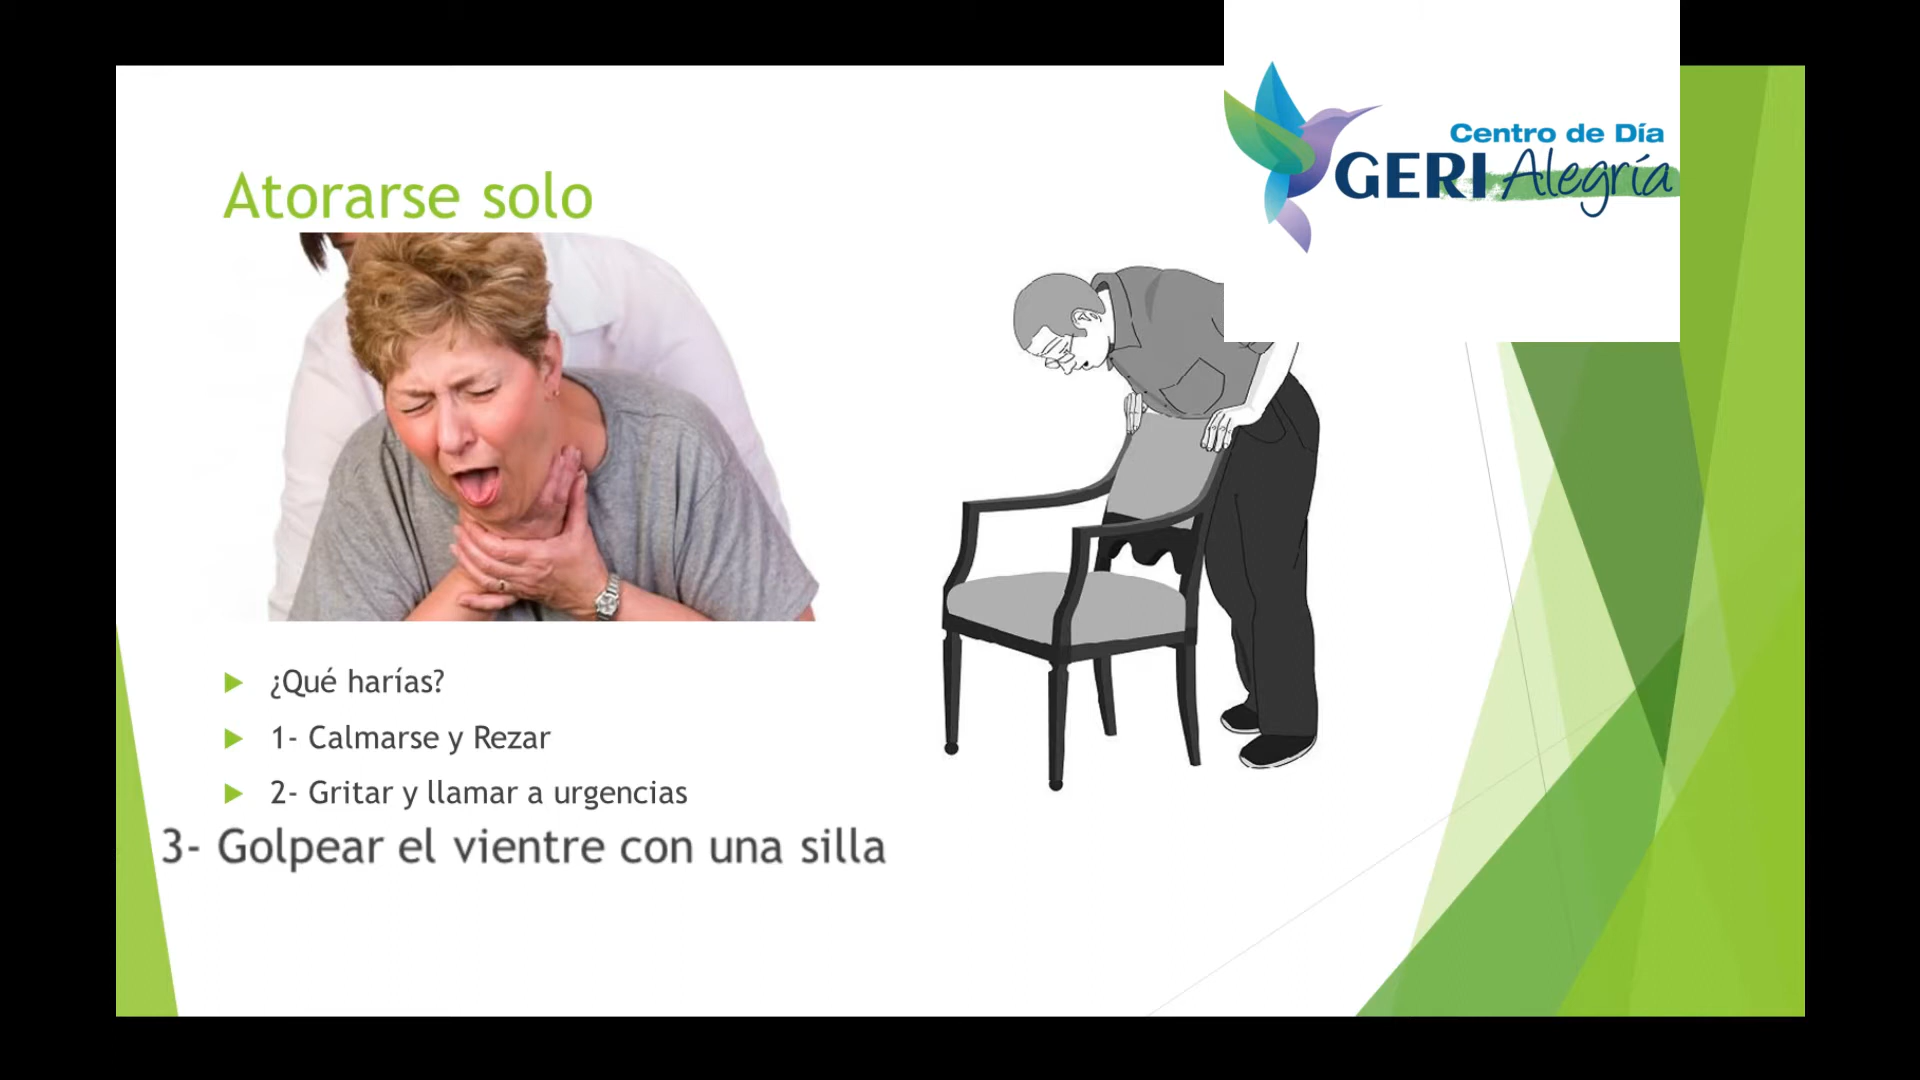 Centro de Día
GERI Alegría
Atorarse solo
¿Qué harías?
1- Calmarse y Rezar
2- Gritar y llamar a urgencias
3- Golpear el vientre con una silla